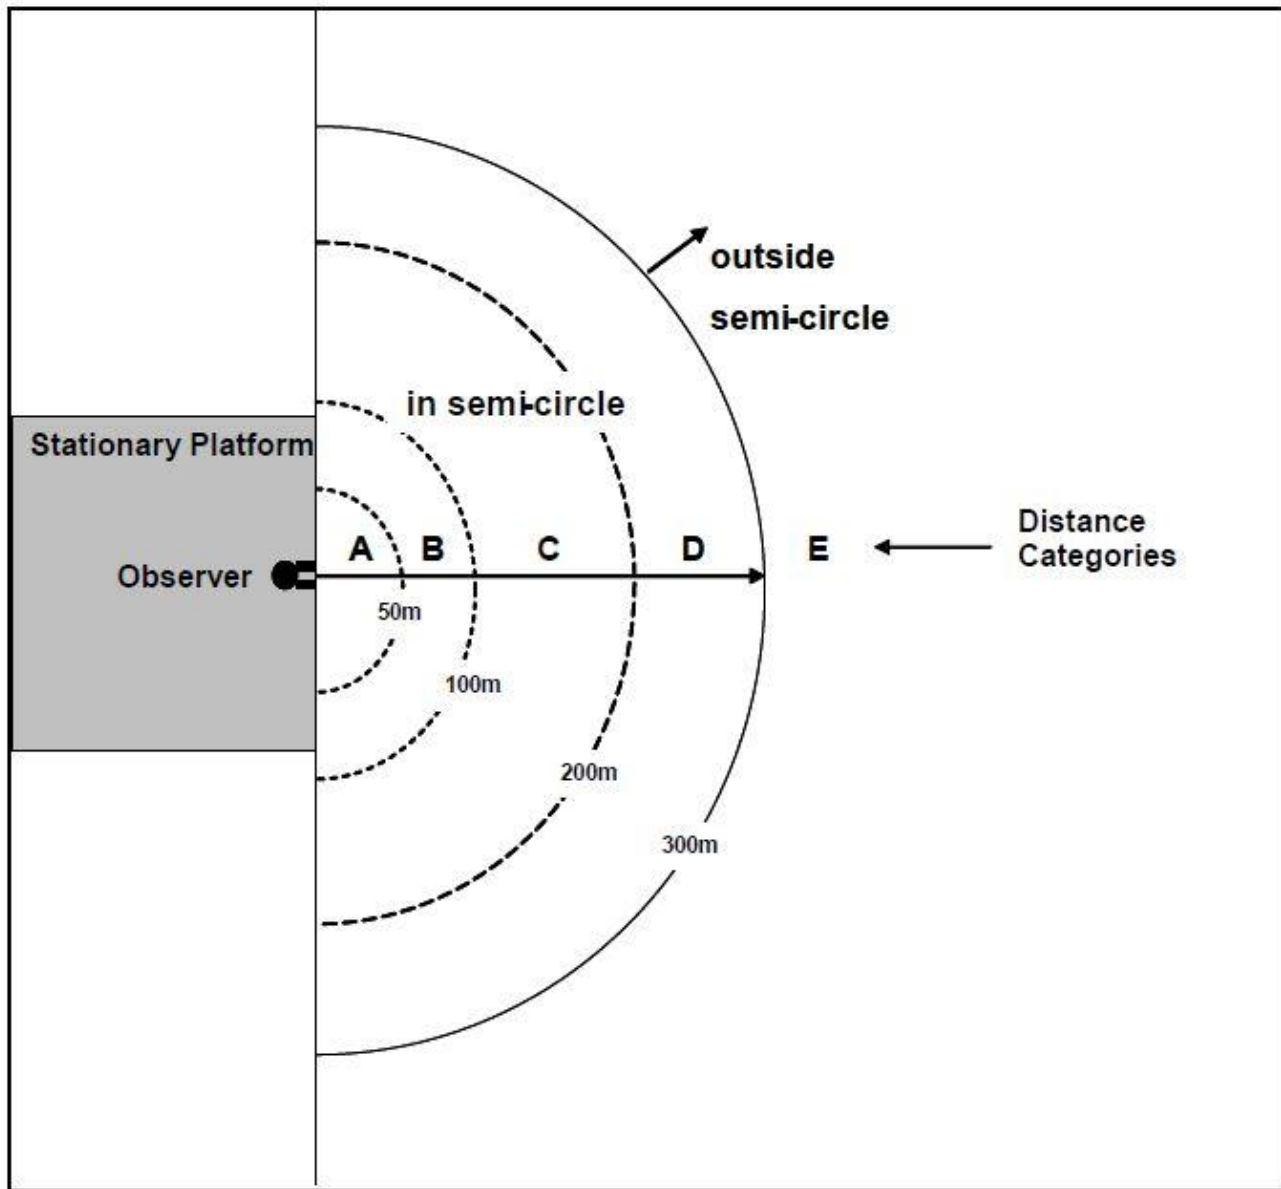 outside
semi-circle
in semi-circle
Stationary Platform
A B C D E
Distance
Categories
Observer
50m
100m
200m
300m